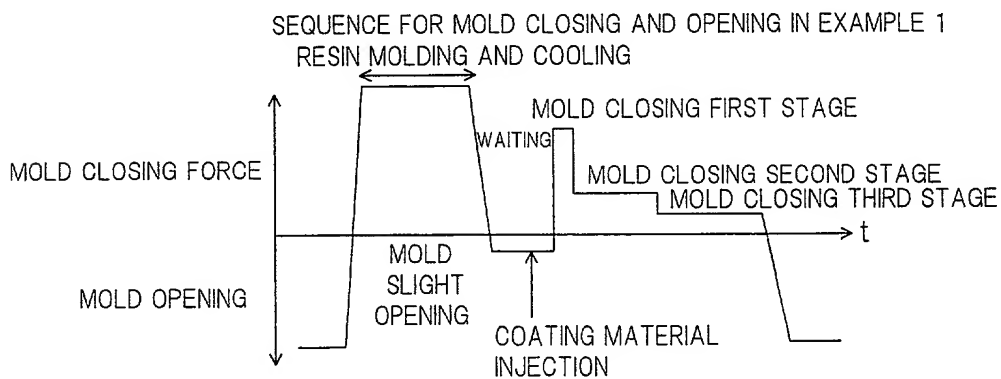 SEQUENCE FOR MOLD CLOSING AND OPENING IN EXAMPLE 1
RESIN MOLDING AND COOLING
MOLD CLOSING FIRST STAGE
WAITING
MOLD CLOSING FORCE
MOLD CLOSING SECOND STAGE
MOLD CLOSING THIRD STAGE
t
MOLD
SLIGHT
OPENING
MOLD OPENING
COATING MATERIAL
INJECTION